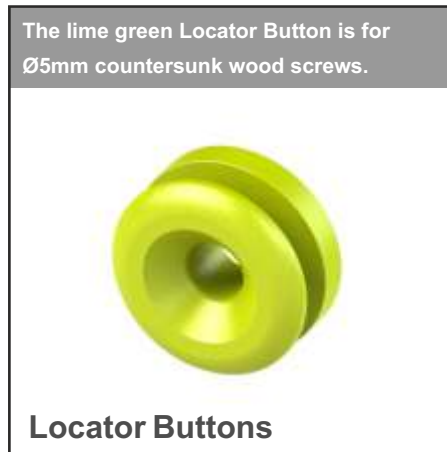 The lime green Locator Button is for
Ø5mm countersunk wood screws.
Locator Buttons